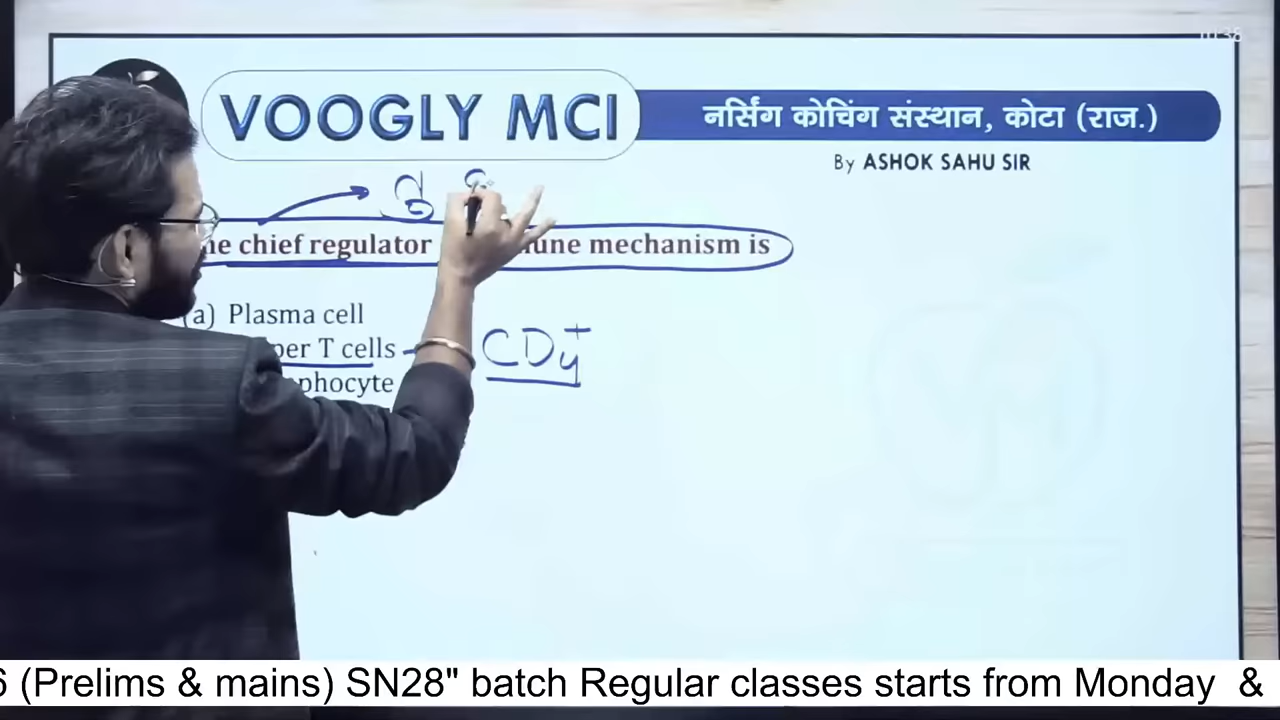 VOOGLY MCI
नर्सिंग कोचिंग संस्थान, कोटा (राज.)
By ASHOK SAHU SIR
he chief regulator une mechanism is
(a) Plasma cell
per T cells
CD4+
phocyte
6 (Prelims & mains) SN28" batch Regular classes starts from Monday &